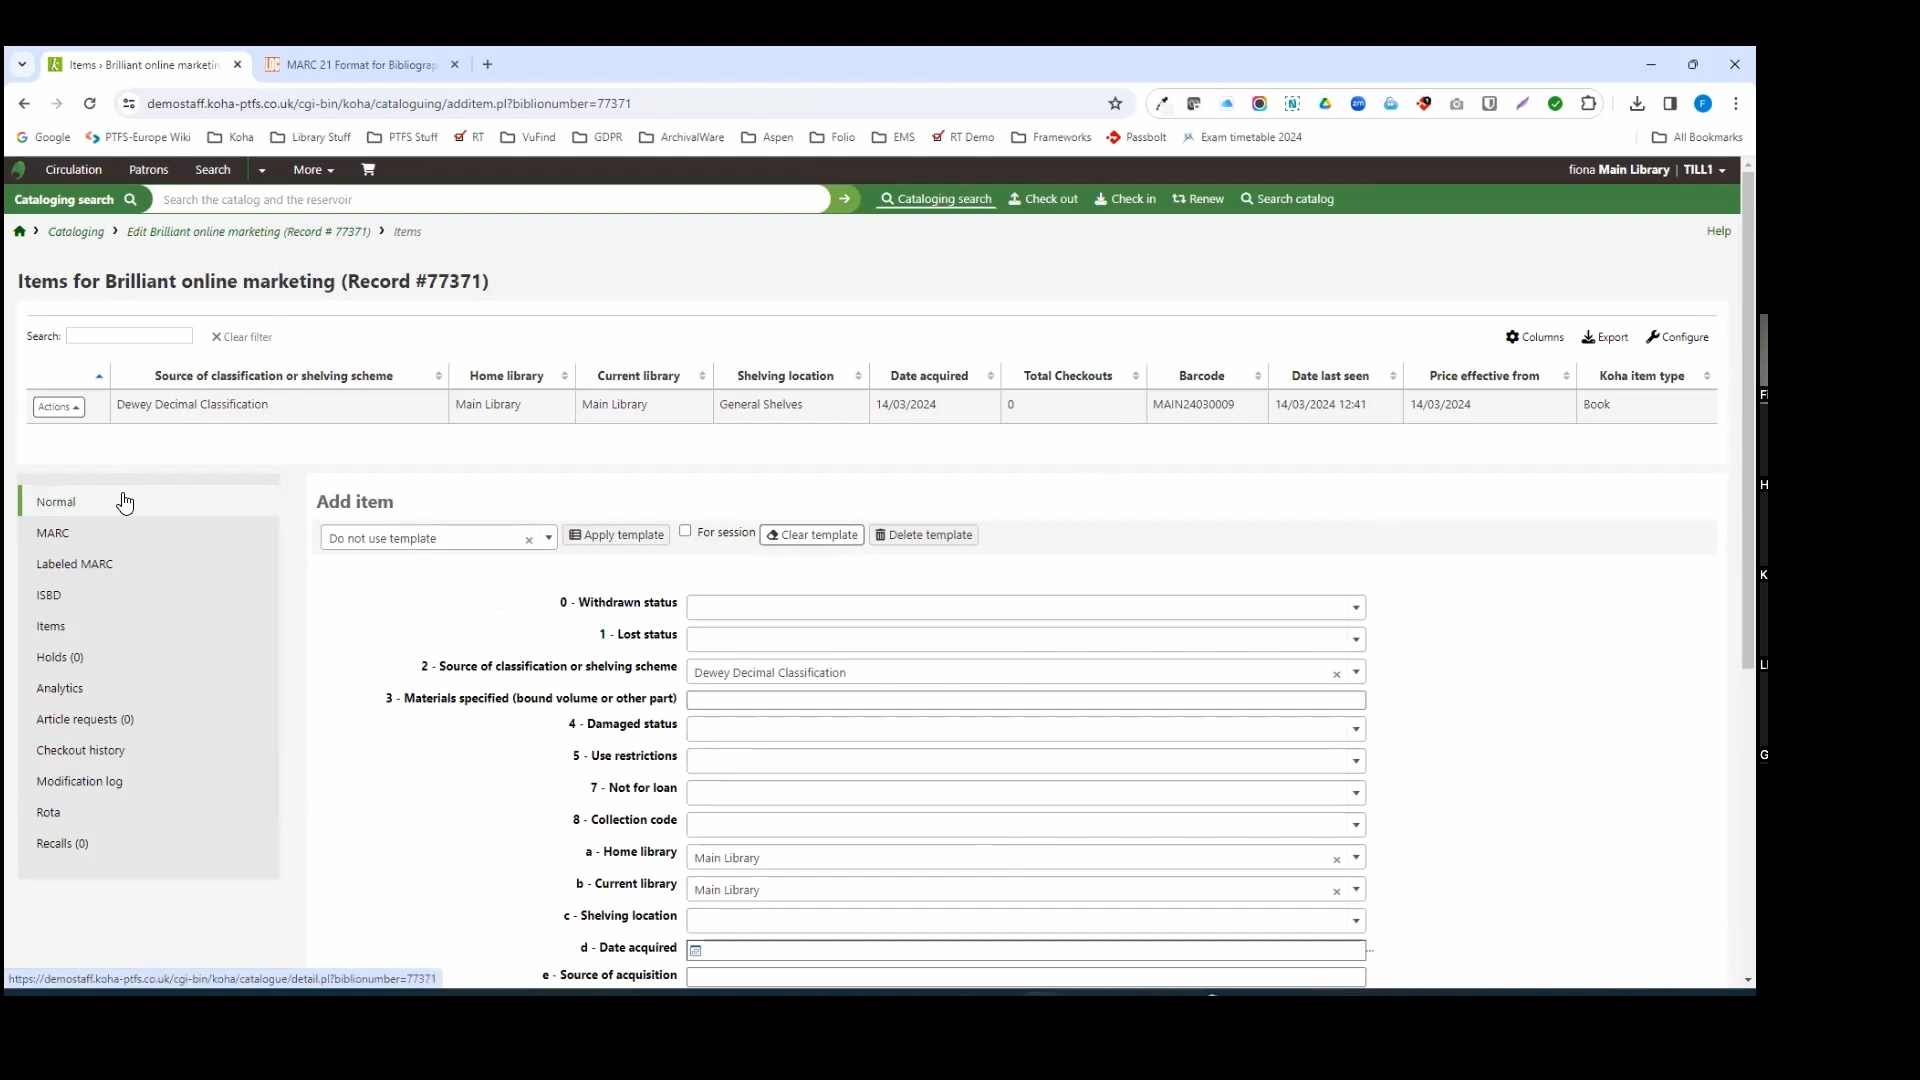 Items › Brilliant online marketin
MARC 21 Format for Bibliograp
demostaff.koha-ptfs.co.uk/cgi-bin/koha/cataloguing/additem.pl?biblionumber=77371
Google PTFS-Europe Wiki Koha Library Stuff PTFS Stuff RT VuFind GDPR ArchivalWare Aspen Folio EMS RT Demo Frameworks Passbolt Exam timetable 2024 All Bookmarks
Circulation Patrons Search More fiona Main Library | TILL1
Cataloging search Search the catalog and the reservoir Cataloging search Check out Check in Renew Search catalog
Cataloging Edit Brilliant online marketing (Record # 77371) Items Help
Items for Brilliant online marketing (Record #77371)
Search: Clear filter Columns Export Configure
Source of classification or shelving scheme Home library Current library Shelving location Date acquired Total Checkouts Barcode Date last seen Price effective from Koha item type
Actions Dewey Decimal Classification Main Library Main Library General Shelves 14/03/2024 0 MAIN24030009 14/03/2024 12:41 14/03/2024 Book
Normal
MARC
Labeled MARC
ISBD
Items
Holds (0)
Analytics
Article requests (0)
Checkout history
Modification log
Rota
Recalls (0)
Add item
Do not use template Apply template For session Clear template Delete template
0 - Withdrawn status
1 - Lost status
2 - Source of classification or shelving scheme Dewey Decimal Classification
3 - Materials specified (bound volume or other part)
4 - Damaged status
5 - Use restrictions
7 - Not for loan
8 - Collection code
a - Home library Main Library
b - Current library Main Library
c - Shelving location
d - Date acquired ...
e - Source of acquisition
https://demostaff.koha-ptfs.co.uk/cgi-bin/koha/catalogue/detail.pl?biblionumber=77371